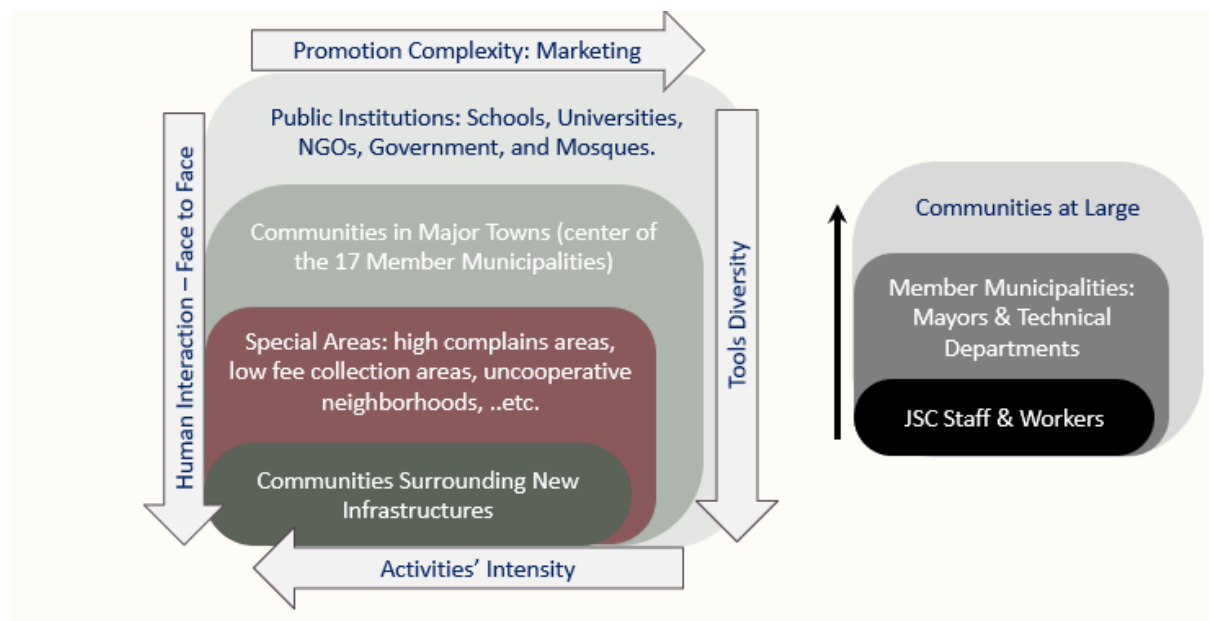 Promotion Complexity: Marketing
Public Institutions: Schools, Universities,
NGOs, Government, and Mosques.
Human Interaction – Face to Face
Communities in Major Towns (center of
the 17 Member Municipalities)
Special Areas: high complains areas,
low fee collection areas, uncooperative
neighborhoods, ..etc.
Communities Surrounding New
Infrastructures
Tools Diversity
Activities’ Intensity
Communities at Large
Member Municipalities:
Mayors & Technical
Departments
JSC Staff & Workers